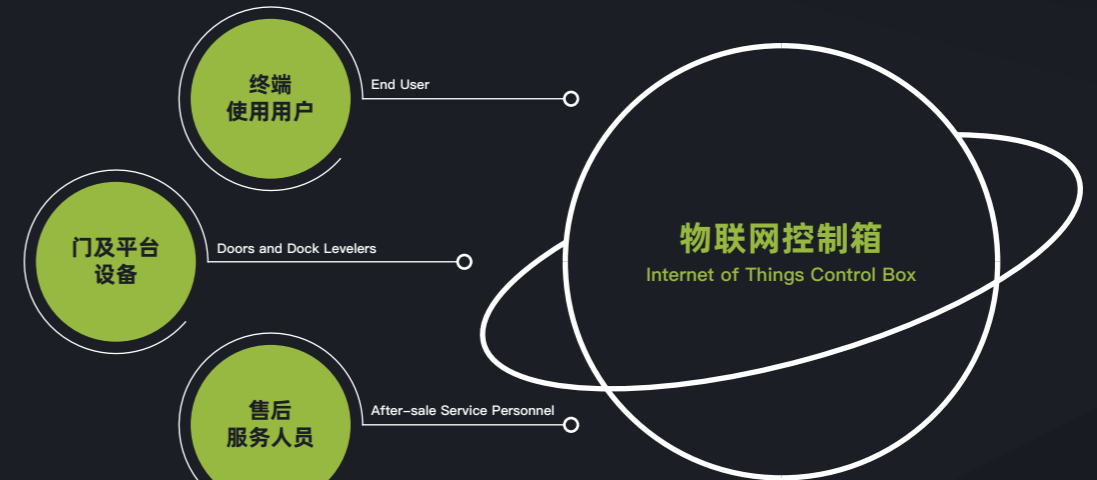 终端
使用用户
End User
门及平台
设备
Doors and Dock Levelers
物联网控制箱
Internet of Things Control Box
售后
服务人员
After-sale Service Personnel